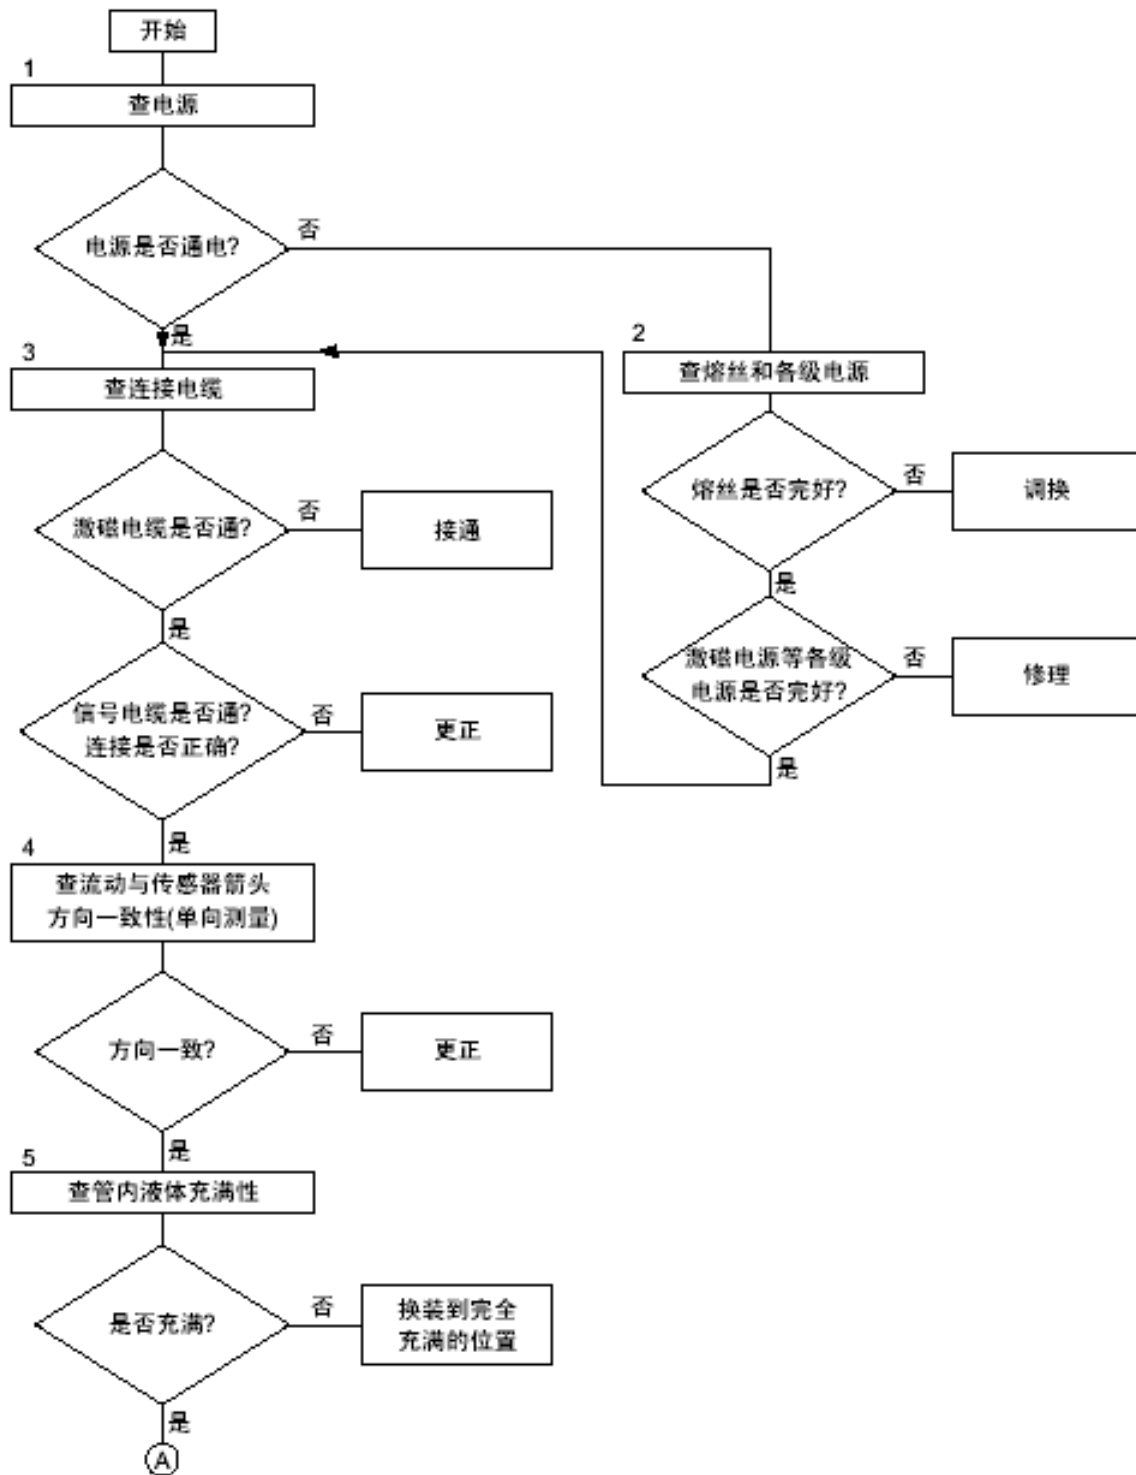 开始
1
查电源
电源是否通电?
否
是
2
查熔丝和各级电源
熔丝是否完好?
否
调换
是
激磁电源等各级
电源是否完好?
否
修理
是
3
查连接电缆
激磁电缆是否通?
否
接通
是
信号电缆是否通?
连接是否正确?
否
更正
是
4
查流动与传感器箭头
方向一致性(单向测量)
方向一致?
否
更正
是
5
查管内液体充满性
是否充满?
否
换装到完全
充满的位置
是
A